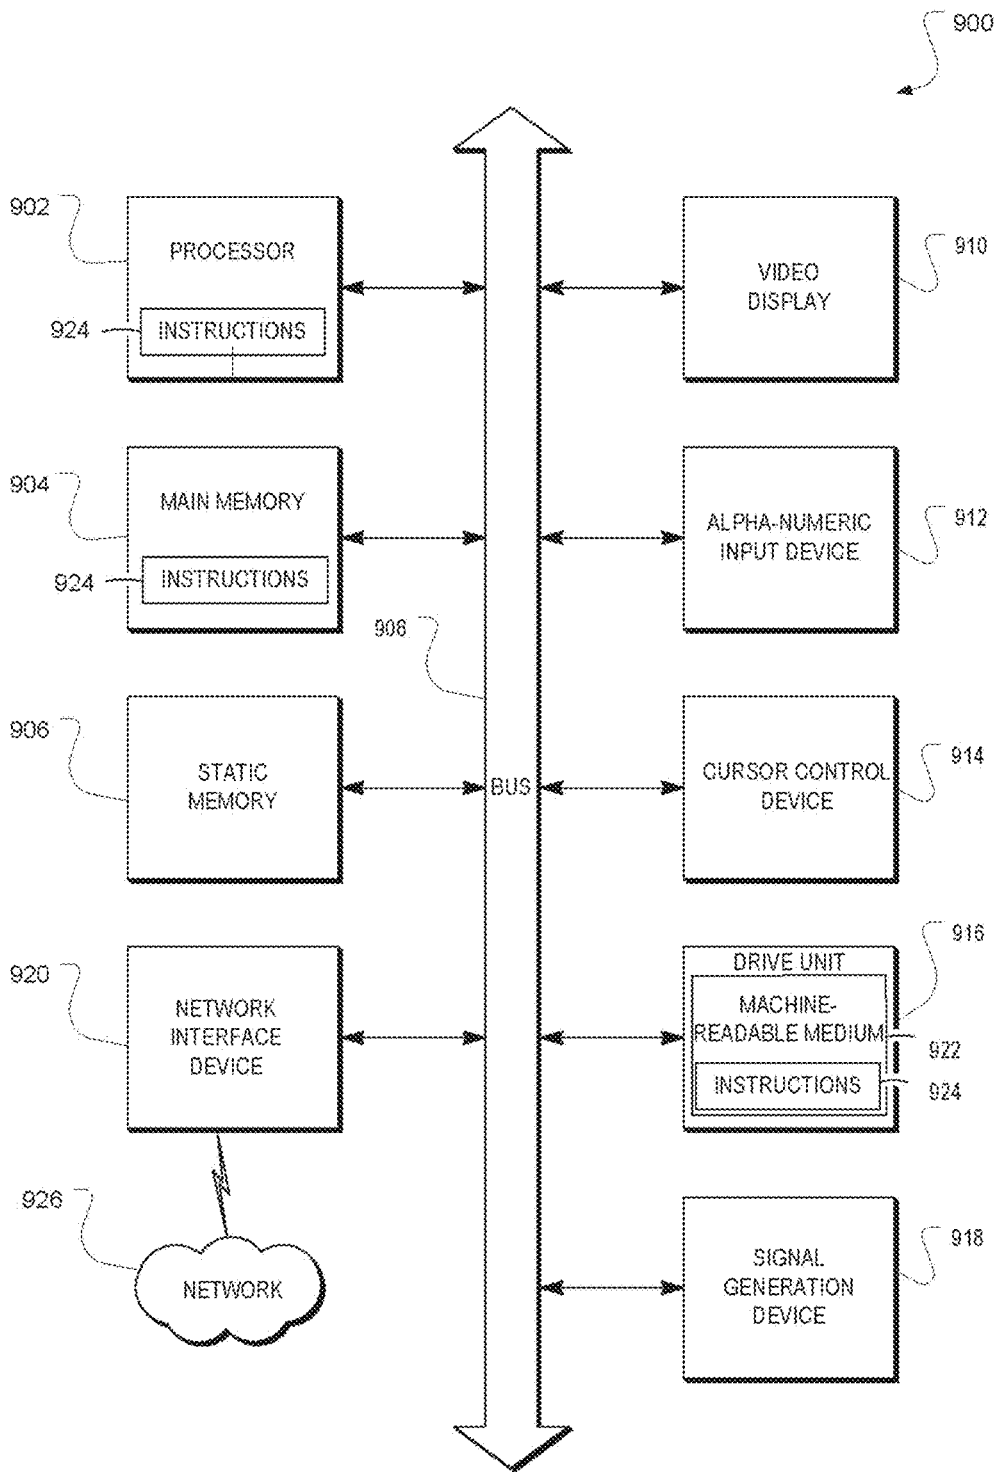 900
902
PROCESSOR
924
INSTRUCTIONS
904
MAIN MEMORY
924
INSTRUCTIONS
908
906
STATIC
MEMORY
920
NETWORK
INTERFACE
DEVICE
926
NETWORK
BUS
910
VIDEO
DISPLAY
912
ALPHA-NUMERIC
INPUT DEVICE
914
CURSOR CONTROL
DEVICE
916
DRIVE UNIT
MACHINE-
READABLE MEDIUM
922
INSTRUCTIONS
924
918
SIGNAL
GENERATION
DEVICE